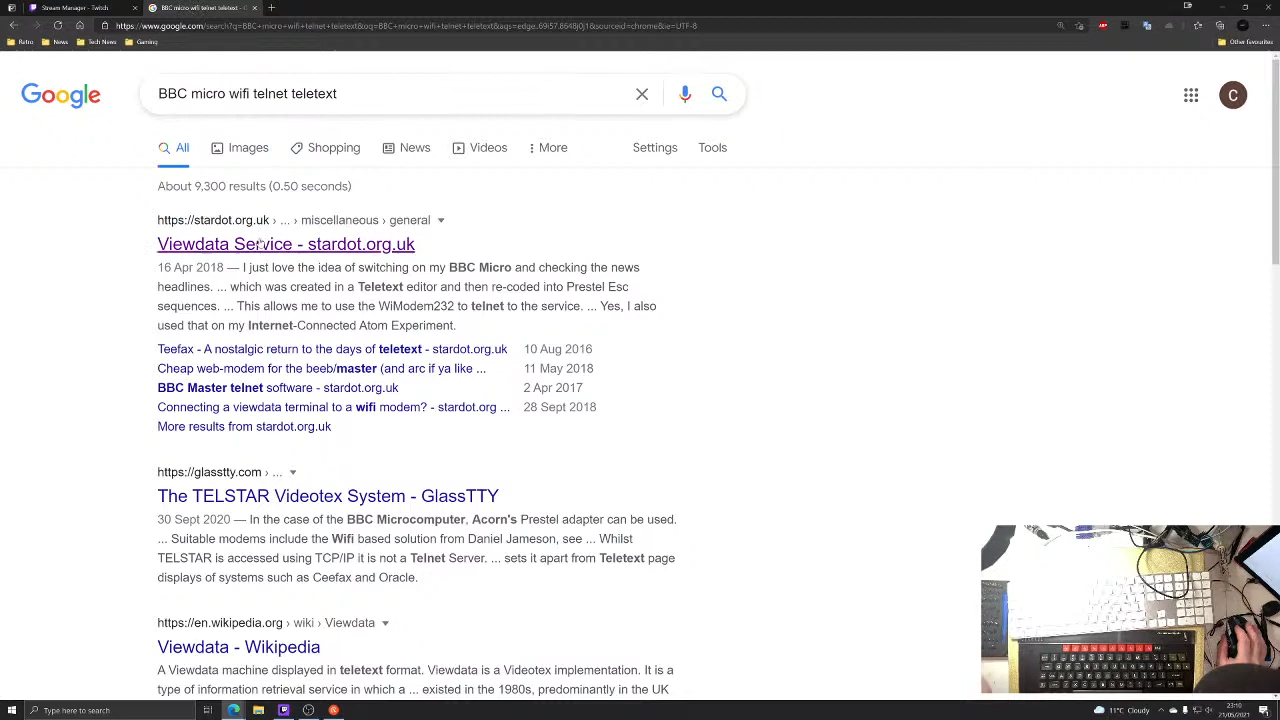 Stream Manager - Twitch
BBC micro wifi telnet teletext - G
https://www.google.com/search?q=BBC+micro+wifi+telnet+teletext&oq=BBC+micro+wifi+telnet+teletext&aqs=edge..69i57.8648j0j1&sourceid=chrome&ie=UTF-8
Retro
News
Tech News
Gaming
Other favourites
Google
BBC micro wifi telnet teletext
C
All
Images
Shopping
News
Videos
More
Settings
Tools
About 9,300 results (0.50 seconds)
https://stardot.org.uk › ... › miscellaneous › general
Viewdata Service - stardot.org.uk
16 Apr 2018 — I just love the idea of switching on my BBC Micro and checking the news
headlines. ... which was created in a Teletext editor and then re-coded into Prestel Esc
sequences. ... This allows me to use the WiModem232 to telnet to the service. ... Yes, I also
used that on my Internet-Connected Atom Experiment.
Teefax - A nostalgic return to the days of teletext - stardot.org.uk 10 Aug 2016
Cheap web-modem for the beeb/master (and arc if ya like ... 11 May 2018
BBC Master telnet software - stardot.org.uk 2 Apr 2017
Connecting a viewdata terminal to a wifi modem? - stardot.org ... 28 Sept 2018
More results from stardot.org.uk
https://glasstty.com › ...
The TELSTAR Videotex System - GlassTTY
30 Sept 2020 — In the case of the BBC Microcomputer, Acorn's Prestel adapter can be used.
... Suitable modems include the Wifi based solution from Daniel Jameson, see ... Whilst
TELSTAR is accessed using TCP/IP it is not a Telnet Server. ... sets it apart from Teletext page
displays of systems such as Ceefax and Oracle.
https://en.wikipedia.org › wiki › Viewdata
Viewdata - Wikipedia
A Viewdata machine displayed in telextext mode. Viewdata is a Videotex implementation. It is a
type of information retrieval service in which a ... existed in the 1980s, predominantly in the UK
Type here to search
11°C Cloudy
23:10
21/05/2021